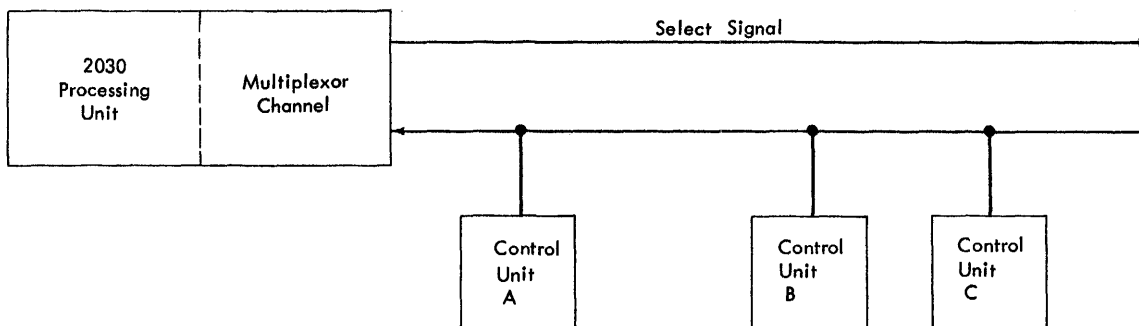 Select Signal
2030
Processing
Unit
Multiplexor
Channel
Control
Unit
A
Control
Unit
B
Control
Unit
C